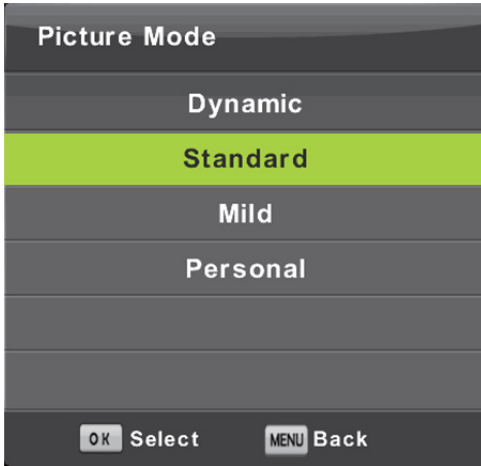 Picture Mode
Dynamic
Standard
Mild
Personal
OK Select MENU Back